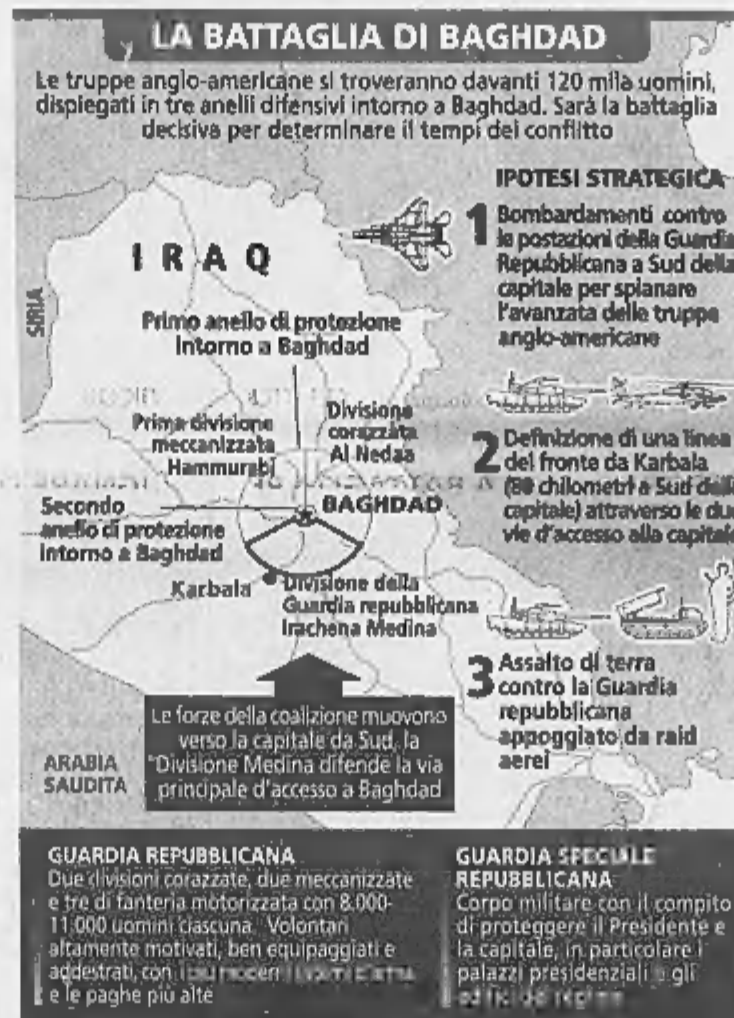 LA BATTAGLIA DI BAGHDAD
Le truppe anglo-americane si troveranno davanti 120 mila uomini,
dispiegati in tre anelli difensivi intorno a Baghdad. Sarà la battaglia
decisiva per determinare il tempi del conflitto
IPOTESI STRATEGICA
1 Bombardamenti contro
le postazioni della Guardia
Repubblicana a Sud della
capitale per spianare
l'avanzata delle truppe
anglo-americane
IRAQ
SIRIA
Primo anello di protezione
intorno a Baghdad
Prima divisione
meccanizzata
Hammurabi
Divisione
corazzata
Al Nedaa
2 Definizione di una linea
del fronte da Karbala
(80 chilometri a Sud della
capitale) attraverso le due
vie d'accesso alla capitale
Secondo
anello di protezione
intorno a Baghdad
BAGHDAD
Karbala
Divisione della
Guardia repubblicana
Irachena Medina
3 Assalto di terra
contro la Guardia
repubblicana
appoggiato da raid
aerei
Le forze della coalizione muovono
verso la capitale da Sud, la
Divisione Medina difende la via
principale d'accesso a Baghdad
ARABIA
SAUDITA
GUARDIA REPUBBLICANA
Due divisioni corazzate, due meccanizzate
e tre di fanteria motorizzata con 8.000-
11.000 uomini ciascuna. Volontari
altamente motivati, ben equipaggiati e
addestrati, con
e le paghe più alte
GUARDIA SPECIALE
REPUBBLICANA
Corpo militare con il compito
di proteggere il Presidente e
la capitale, in particolare i
palazzi presidenziali e gli